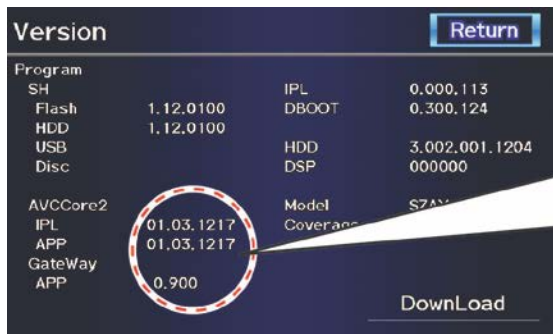 Version Return
Program
SH IPL 0.000.113
Flash 1.12.0100 DBOOT 0.300.124
HDD 1.12.0100
USB HDD 3.002.001.1204
Disc DSP 000000
AVCCore2 Model
IPL 01.03.1217 Coverage
APP 01.03.1217
GateWay
APP 0.900
DownLoad